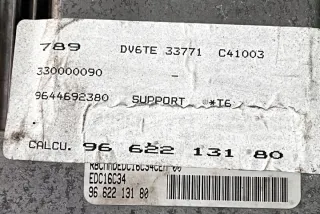 789 DV6TE 33771 C41003
330000090 -
9644692380 SUPPORT *T6
CALCU. 96 622 131 80
EDC16C34
96 622 131 80